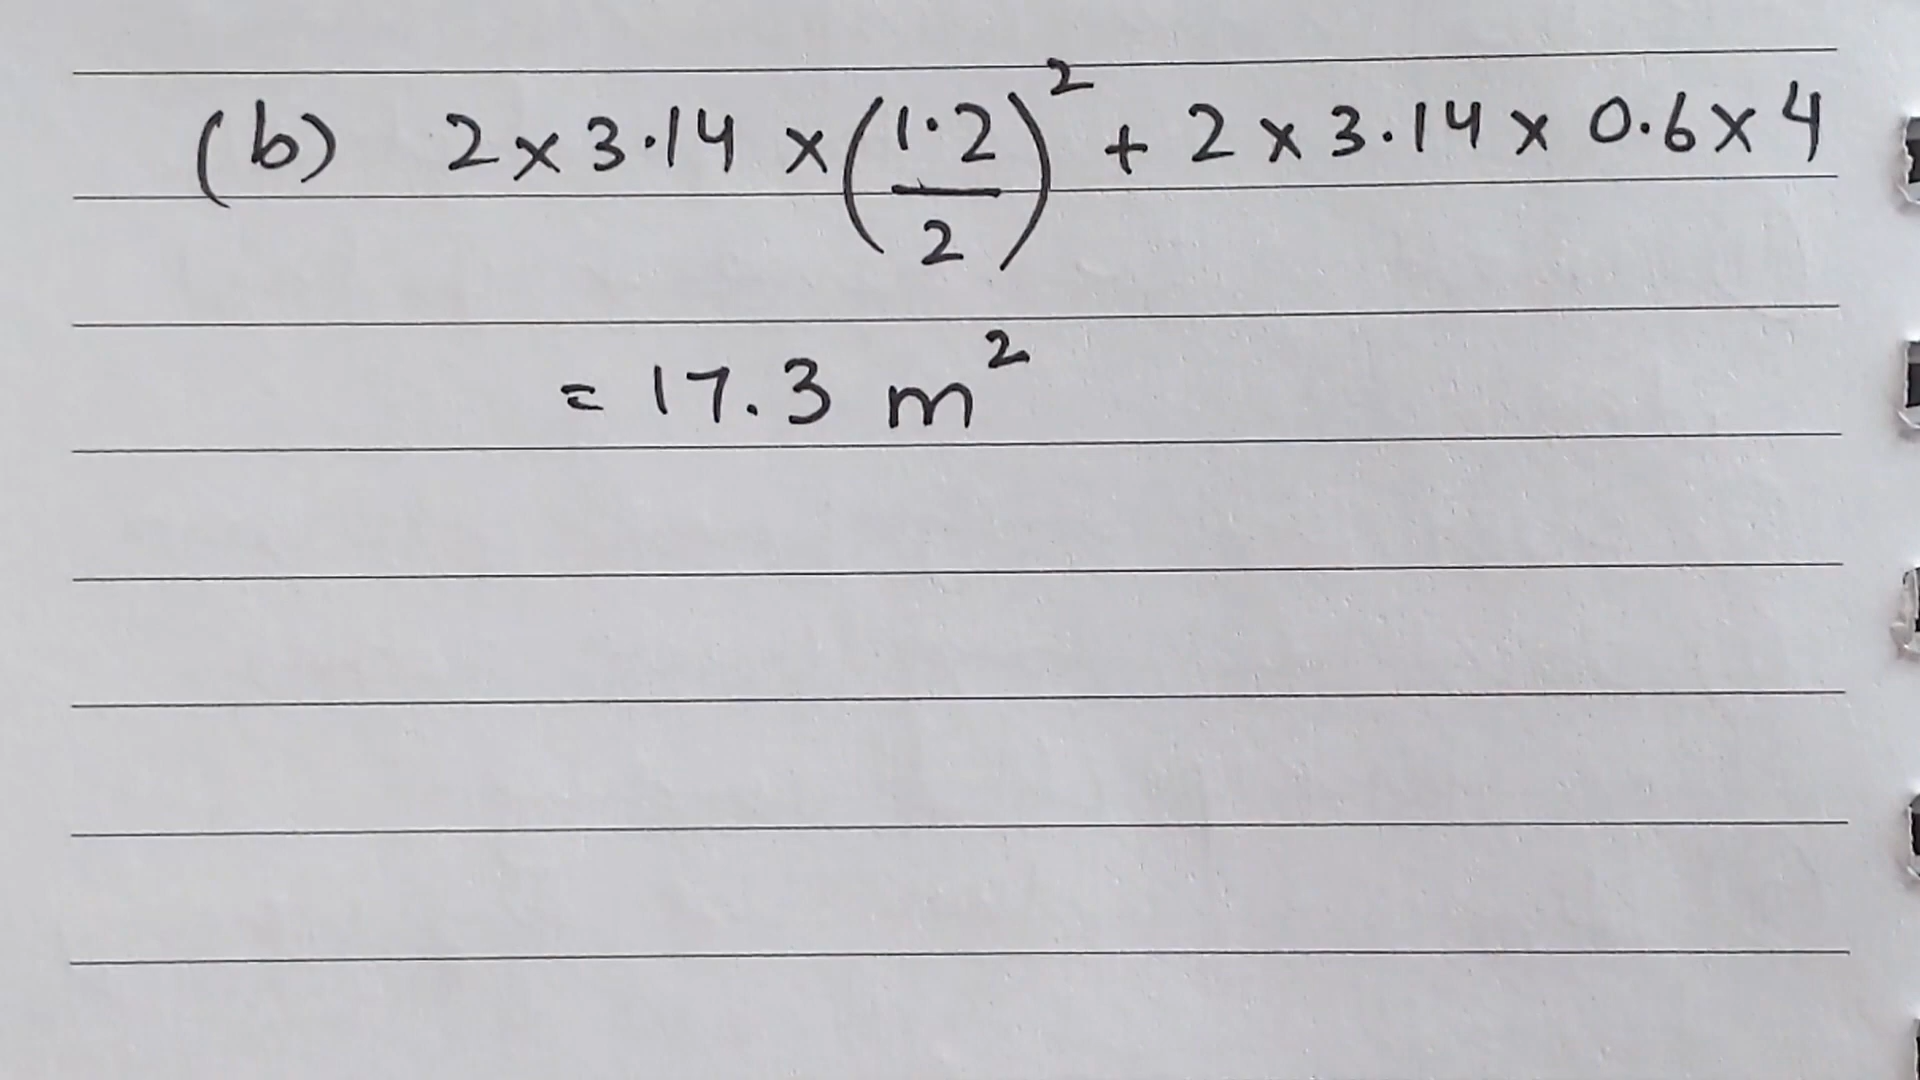 (b) 2 × 3.14 × (1.2/2)² + 2 × 3.14 × 0.6 × 4
= 17.3 m²